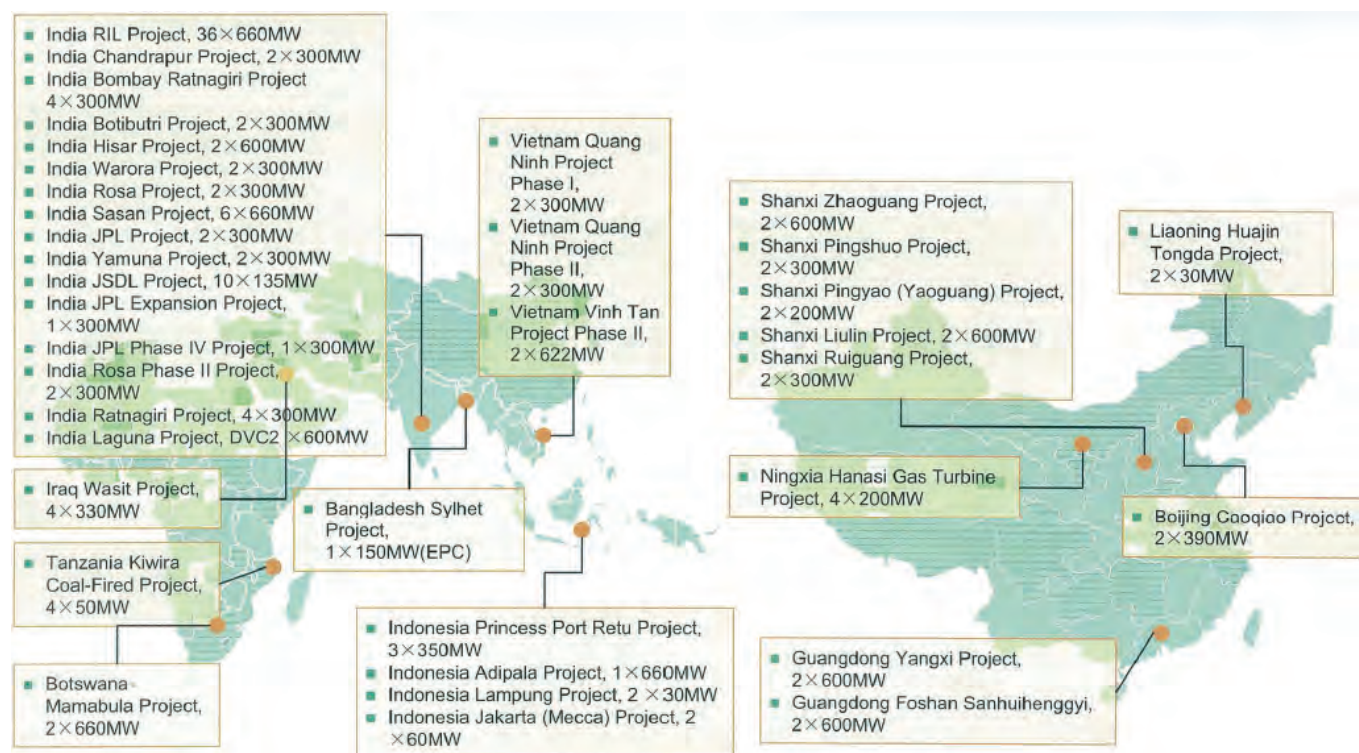 India RIL Project, 36×660MW
India Chandrapur Project, 2×300MW
India Bombay Ratnagiri Project
4×300MW
India Botibutri Project, 2×300MW
India Hisar Project, 2×600MW
India Warora Project, 2×300MW
India Rosa Project, 2×300MW
India Sasan Project, 6×660MW
India JPL Project, 2×300MW
India Yamuna Project, 2×300MW
India JSDL Project, 10×135MW
India JPL Expansion Project,
1×300MW
India JPL Phase IV Project, 1×300MW
India Rosa Phase II Project,
2×300MW
India Ratnagiri Project, 4×300MW
India Laguna Project, DVC2 ×600MW
Iraq Wasit Project,
4×330MW
Tanzania Kiwira
Coal-Fired Project,
4×50MW
Botswana
Mamabula Project,
2×660MW
Bangladesh Sylhet
Project,
1×150MW(EPC)
Vietnam Quang
Ninh Project
Phase I,
2×300MW
Vietnam Quang
Ninh Project
Phase II,
2×300MW
Vietnam Vinh Tan
Project Phase II,
2×622MW
Indonesia Princess Port Retu Project,
3×350MW
Indonesia Adipala Project, 1×660MW
Indonesia Lampung Project, 2 ×30MW
Indonesia Jakarta (Mecca) Project, 2
×60MW
Shanxi Zhaoguang Project,
2×600MW
Shanxi Pingshuo Project,
2×300MW
Shanxi Pingyao (Yaoguang) Project,
2×200MW
Shanxi Liulin Project, 2×600MW
Shanxi Ruiguang Project,
2×300MW
Liaoning Huajin
Tongda Project,
2×30MW
Ningxia Hanasi Gas Turbine
Project, 4×200MW
Boijing Caoqiao Project,
2×390MW
Guangdong Yangxi Project,
2×600MW
Guangdong Foshan Sanhuihenggyi,
2×600MW